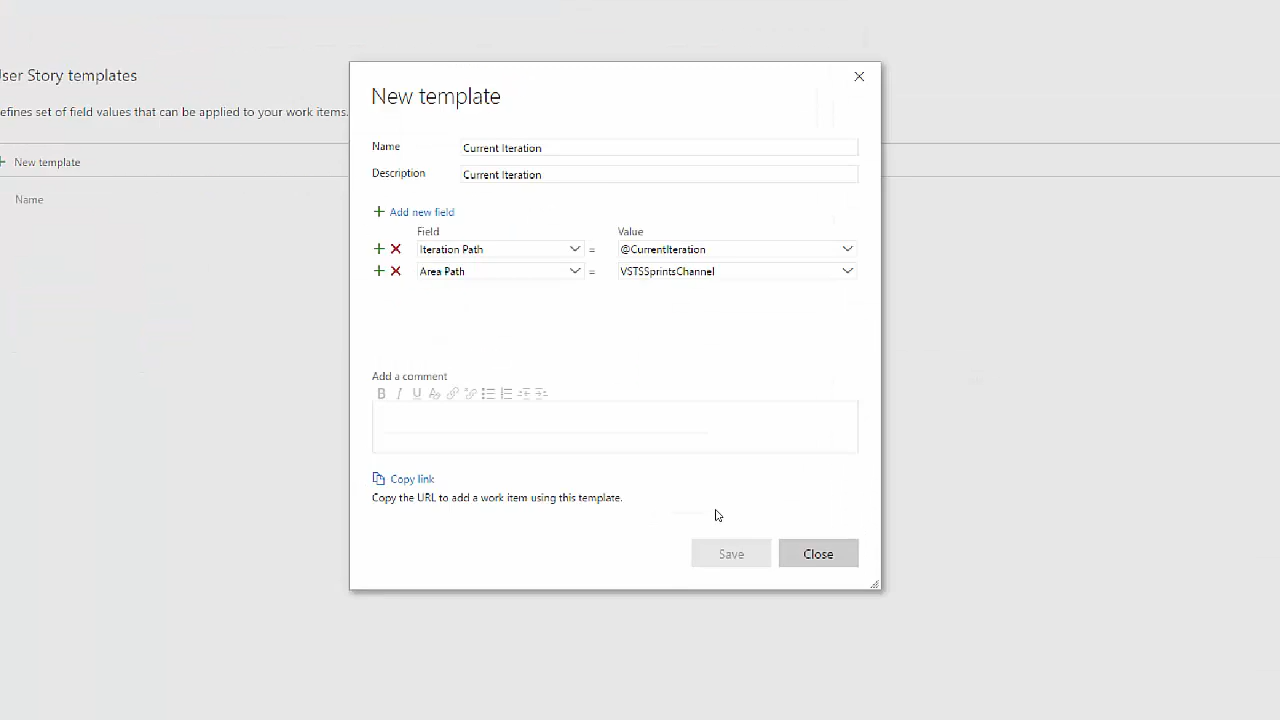 ser Story templates
efines set of field values that can be applied to your work items.
+ New template
Name
New template
Name Current Iteration
Description Current Iteration
+ Add new field
Field Value
Iteration Path = @CurrentIteration
Area Path = VSTSSprintsChannel
Add a comment
B I U
Copy link
Copy the URL to add a work item using this template.
Save Close